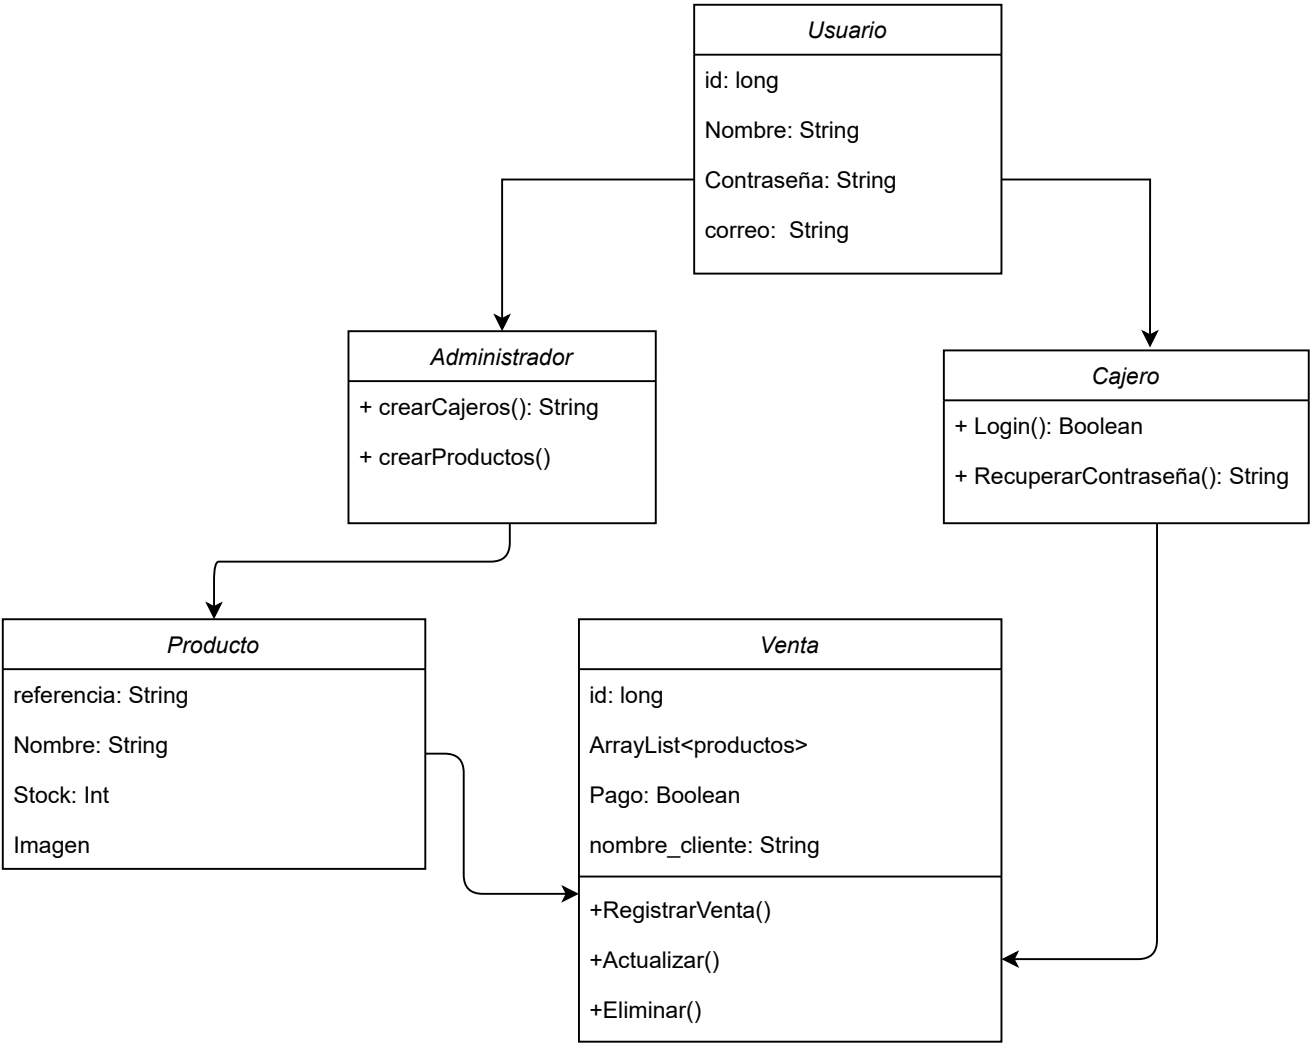 Usuario
id: long
Nombre: String
Contraseña: String
correo:  String
Administrador
+ crearCajeros(): String
+ crearProductos()
Cajero
+ Login(): Boolean
+ RecuperarContraseña(): String
Producto
referencia: String
Nombre: String
Stock: Int
Imagen
Venta
id: long
ArrayList<productos>
Pago: Boolean
nombre_cliente: String
+RegistrarVenta()
+Actualizar()
+Eliminar()